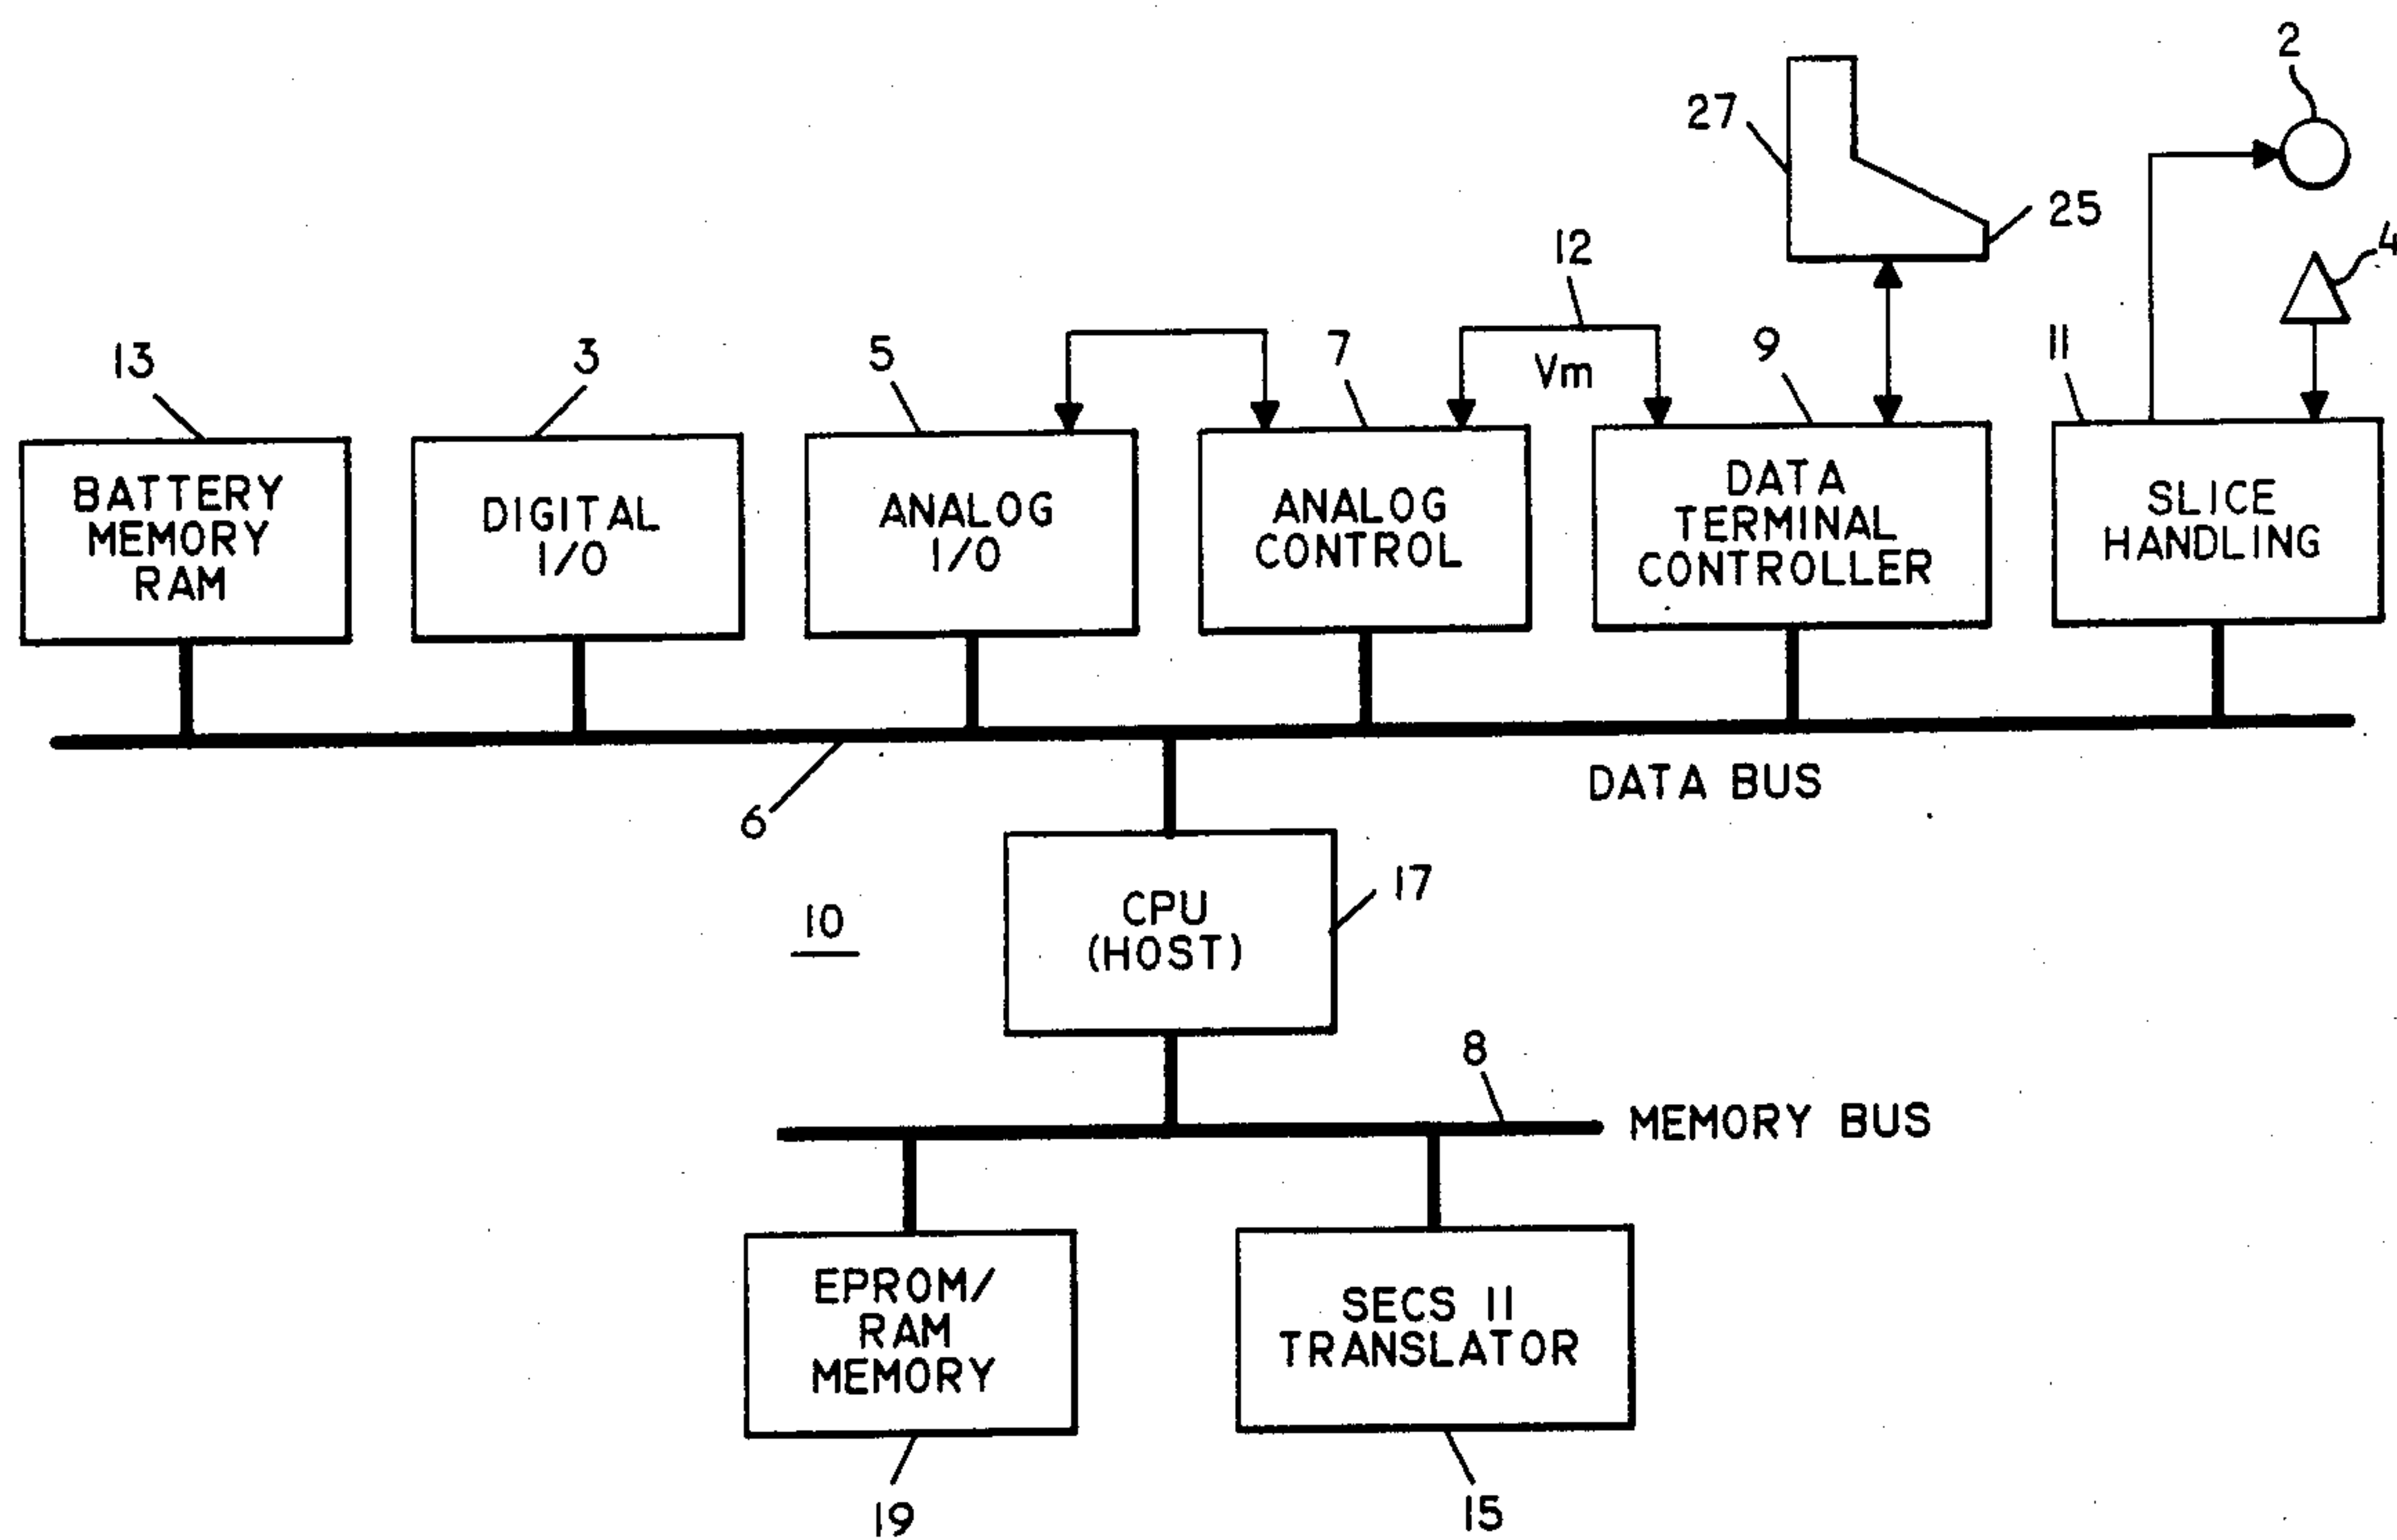 2
27
25
4
12
13
3
5
7
Vm
9
11
BATTERY
MEMORY
RAM
DIGITAL
I/O
ANALOG
I/O
ANALOG
CONTROL
DATA
TERMINAL
CONTROLLER
SLICE
HANDLING
6
DATA BUS
10
CPU
(HOST)
17
8
MEMORY BUS
EPROM/
RAM
MEMORY
SECS II
TRANSLATOR
19
15